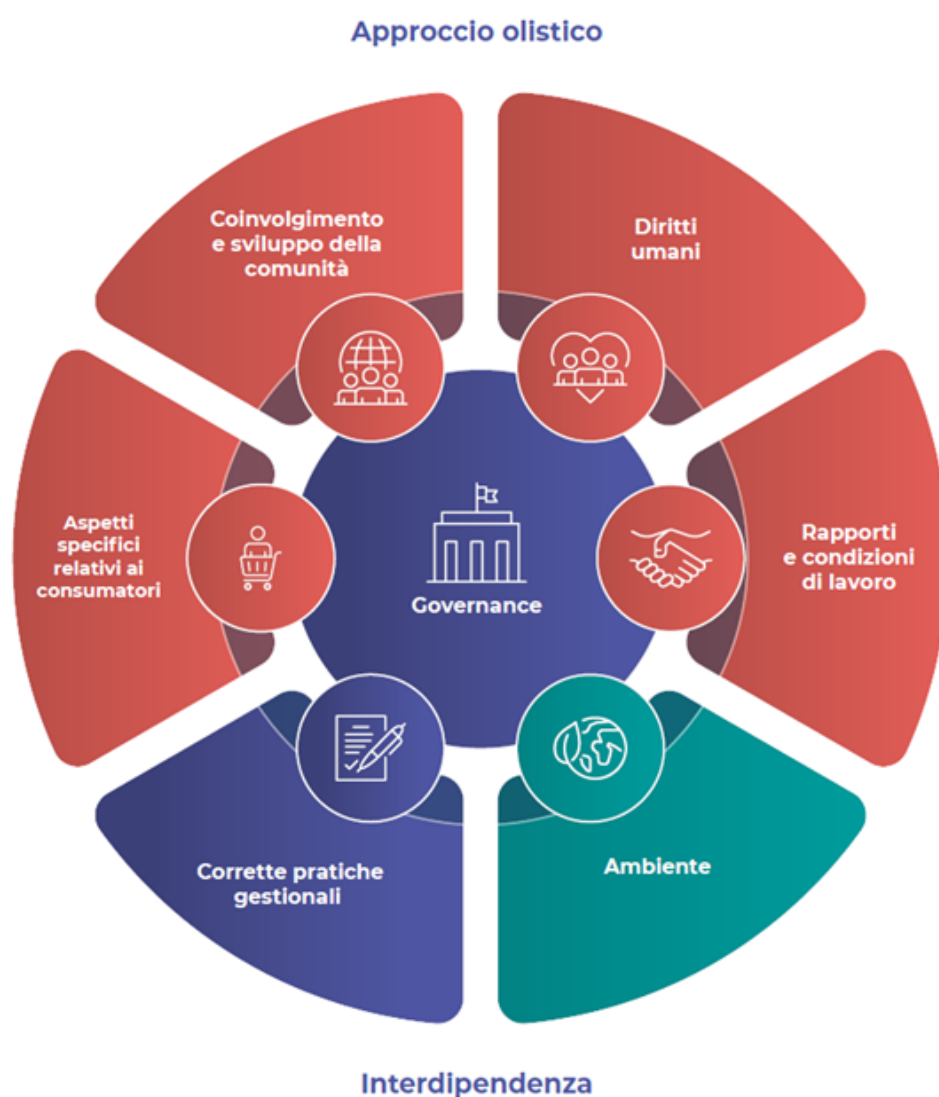 Approccio olistico
Coinvolgimento
e sviluppo della
comunità
Diritti
umani
Aspetti
specifici
relativi ai
consumatori
Governance
Rapporti
e condizioni
di lavoro
Corrette pratiche
gestionali
Ambiente
Interdipendenza